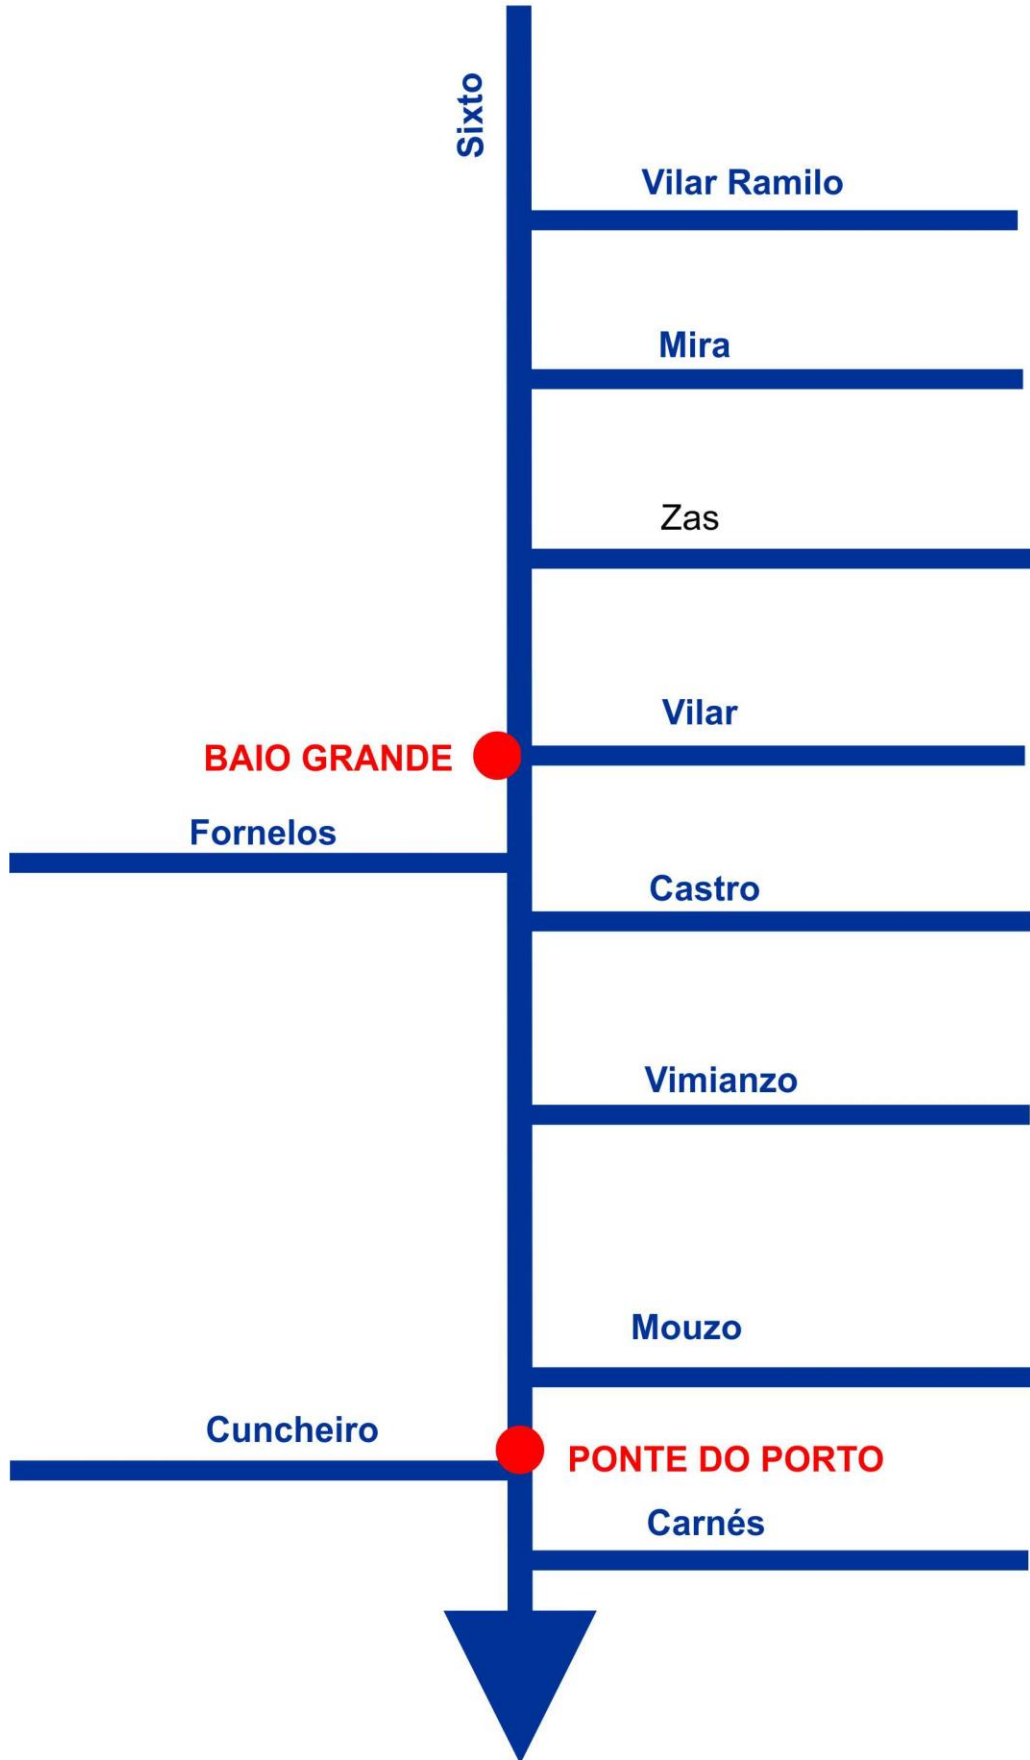 Sixto
Vilar Ramilo
Mira
Zas
Vilar
BAIO GRANDE
Fornelos
Castro
Vimianzo
Mouzo
Cuncheiro
PONTE DO PORTO
Carnés